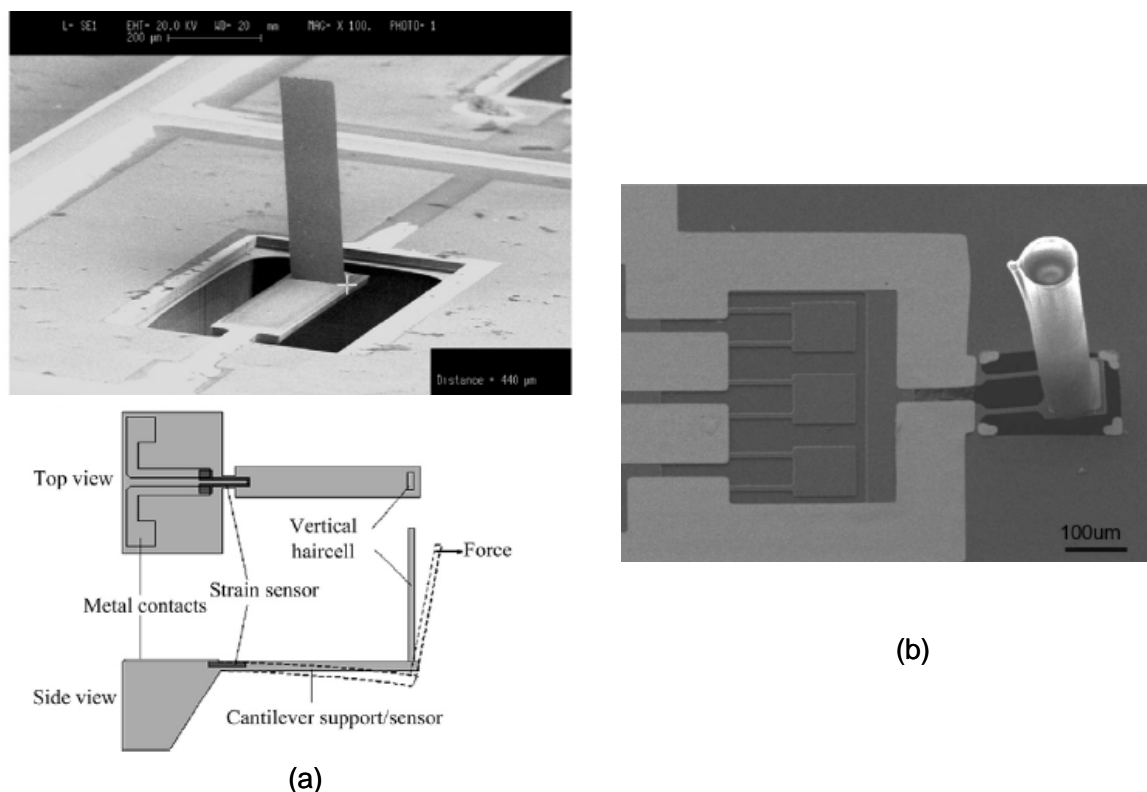 L= SE1 EHT= 20.0 KV WD= 20 mm MAG= X 100. PHOTO= 1
200 µm
Distance = 440 µm
Top view
Vertical
haircell
Force
Strain sensor
Metal contacts
Side view
Cantilever support/sensor
(a)
100um
(b)